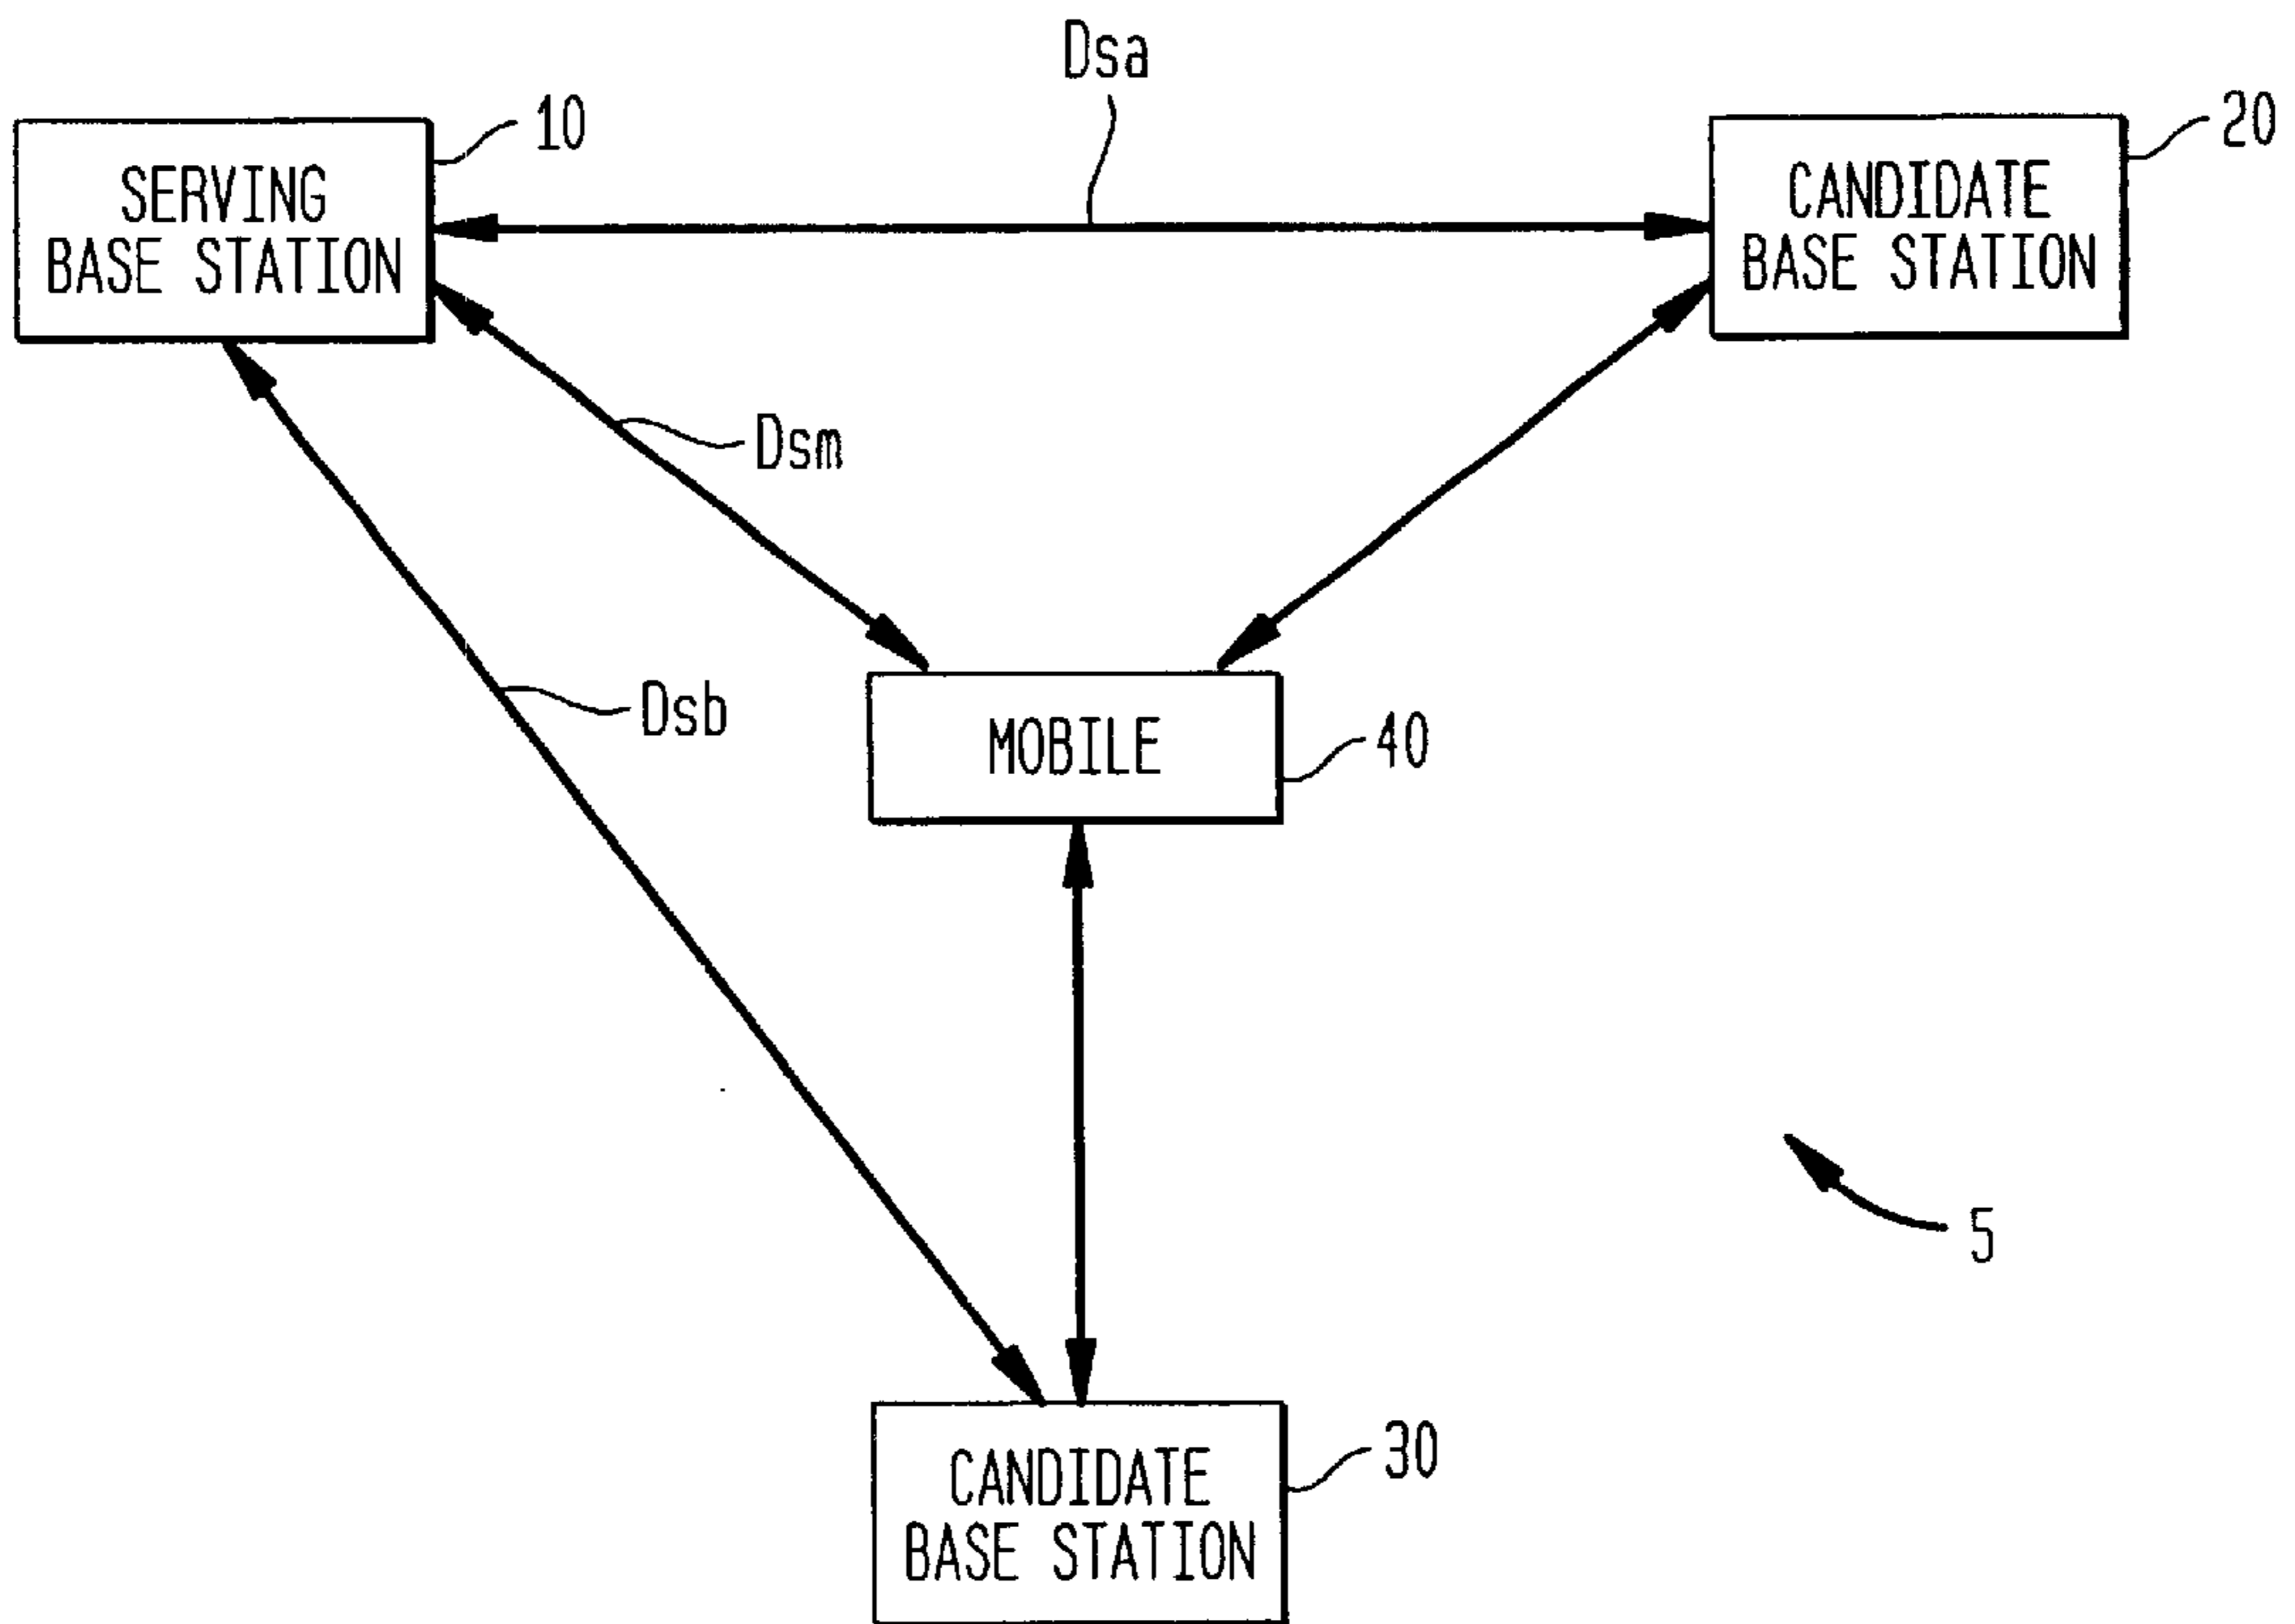 Dsa
10
SERVING
BASE STATION
20
CANDIDATE
BASE STATION
Dsm
Dsb
MOBILE
40
5
30
CANDIDATE
BASE STATION